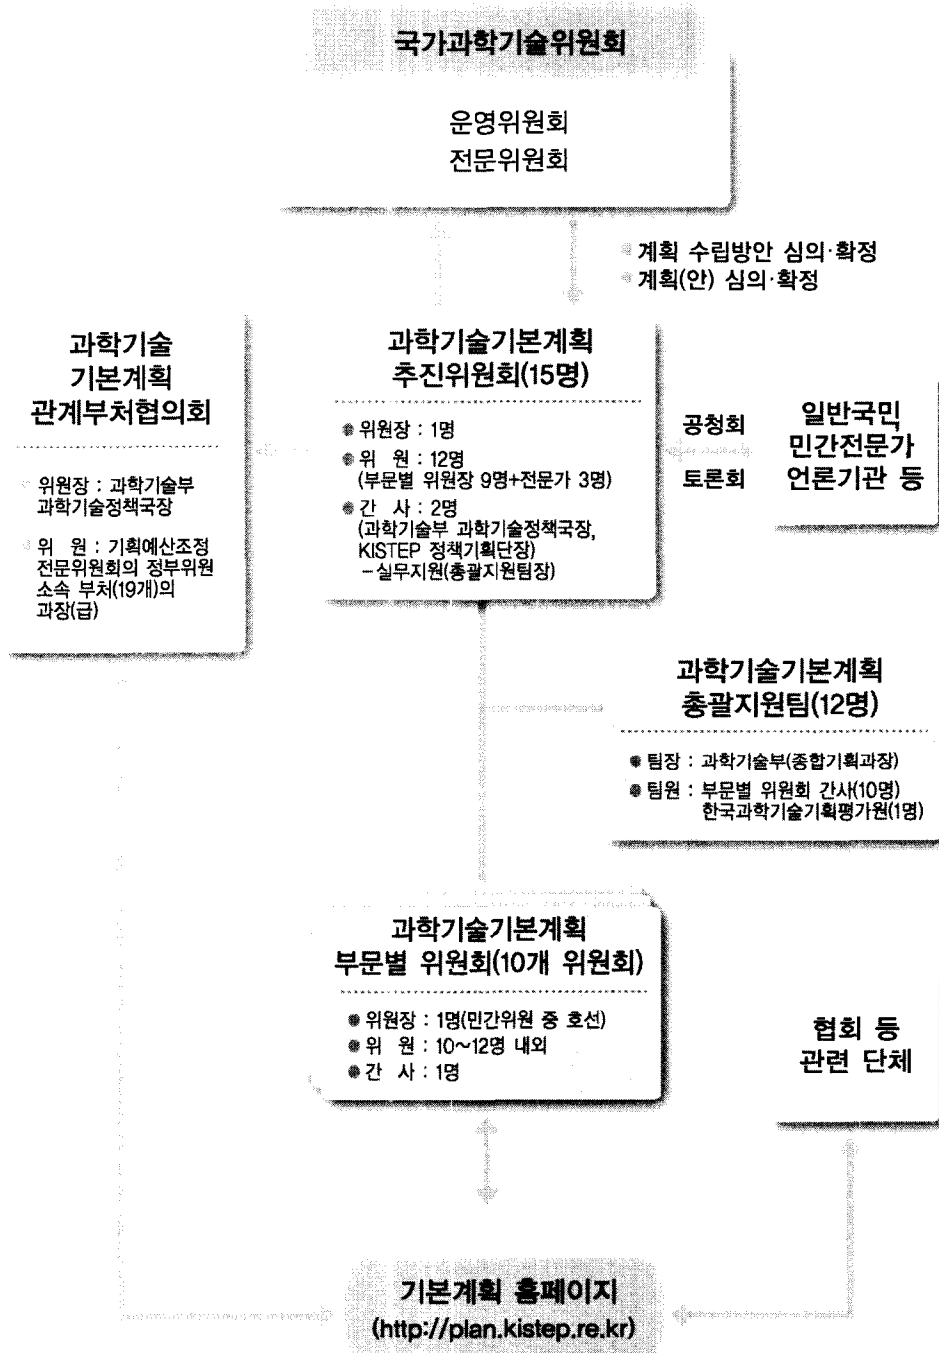 국가과학기술위원회
운영위원회
전문위원회
계획 수립방안 심의·확정
계획(안) 심의·확정
과학기술
기본계획
관계부처협의회
위원장 : 과학기술부
과학기술정책국장
위 원 : 기획예산조정
전문위원회의 정부위원
소속 부처(19개)의
과장(급)
과학기술기본계획
추진위원회(15명)
위원장 : 1명
위 원 : 12명
(부문별 위원장 9명+전문가 3명)
간 사 : 2명
(과학기술부 과학기술정책국장,
KISTEP 정책기획단장)
-실무지원(총괄지원팀장)
공청회
토론회
일반국민
민간전문가
언론기관 등
과학기술기본계획
총괄지원팀(12명)
팀장 : 과학기술부(종합기획과장)
팀원 : 부문별 위원회 간사(10명)
한국과학기술기획평가원(1명)
과학기술기본계획
부문별 위원회(10개 위원회)
위원장 : 1명(민간위원 중 호선)
위 원 : 10~12명 내외
간 사 : 1명
협회 등
관련 단체
기본계획 홈페이지
(http://plan.kistep.re.kr)